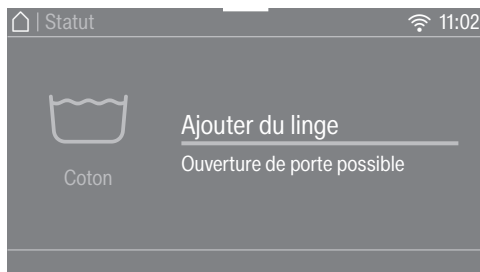 | Statut
11:02
Ajouter du linge
Ouverture de porte possible
Coton